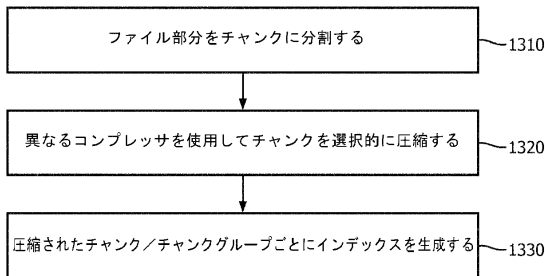 ファイル部分をチャンクに分割する
1310
異なるコンプレッサを使用してチャンクを選択的に圧縮する
1320
圧縮されたチャンク／チャンクグループごとにインデックスを生成する
1330